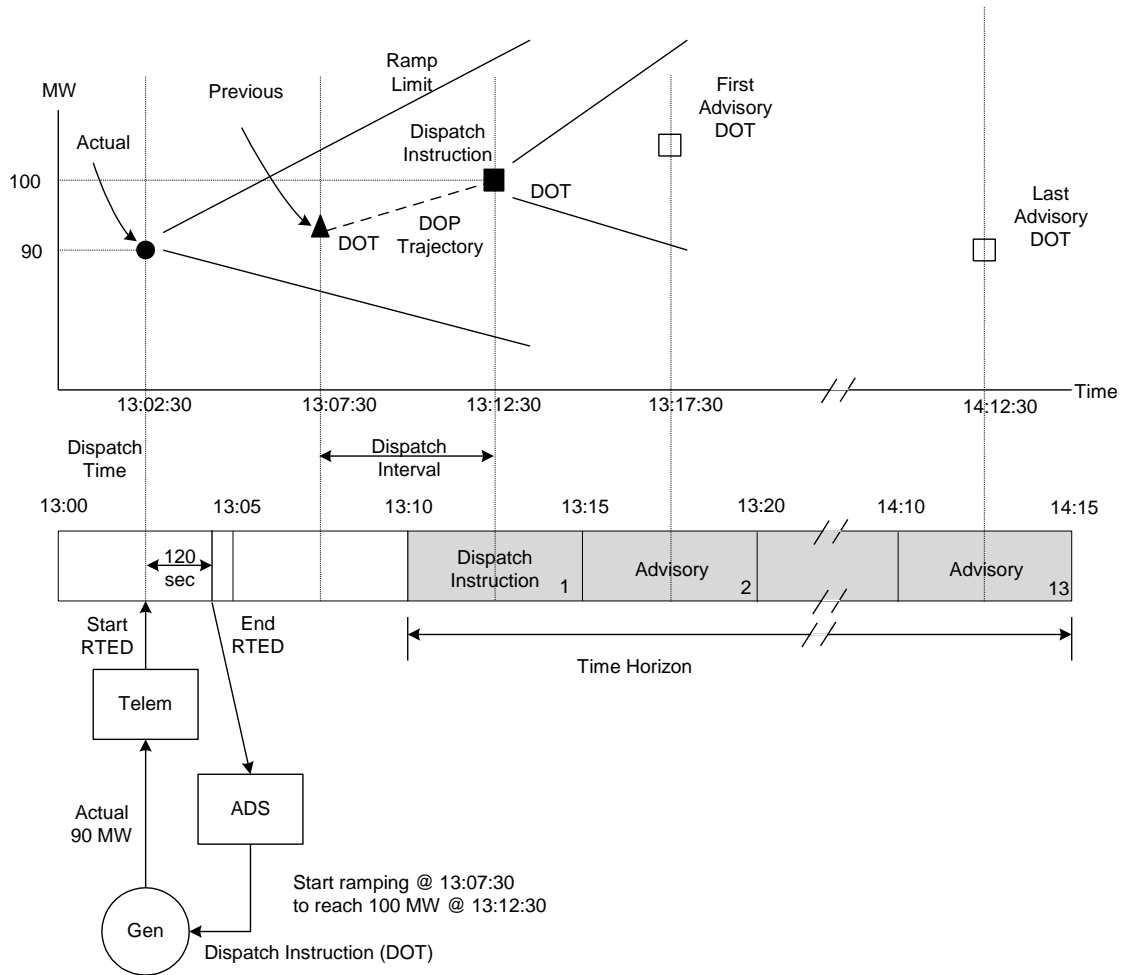 Ramp
Limit
MW
Previous
First
Advisory
DOT
Actual
Dispatch
Instruction
100
DOT
Last
Advisory
DOT
DOT
DOP
Trajectory
90
Time
13:02:30
13:07:30
13:12:30
13:17:30
14:12:30
Dispatch
Time
Dispatch
Interval
13:00
13:05
13:10
13:15
13:20
14:10
14:15
120
sec
Dispatch
Instruction
1
Advisory
2
Advisory
13
Start
RTED
End
RTED
Time Horizon
Telem
ADS
Actual
90 MW
Start ramping @ 13:07:30
to reach 100 MW @ 13:12:30
Gen
Dispatch Instruction (DOT)